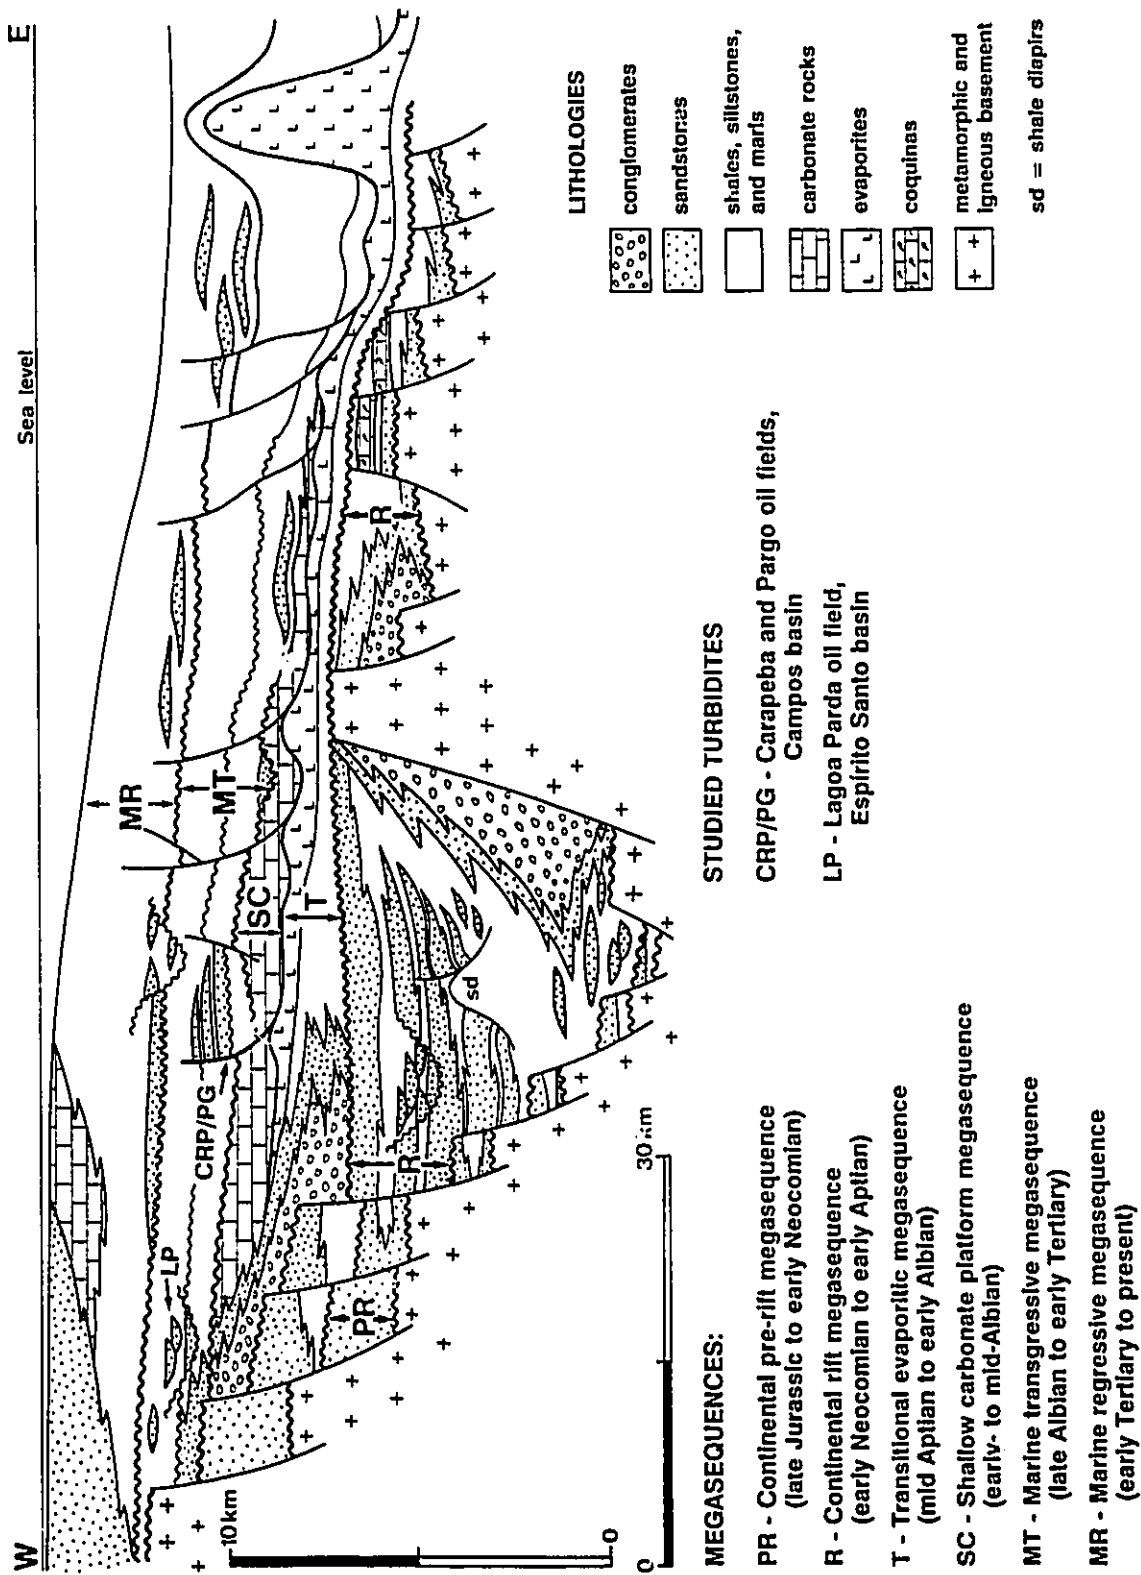 W
E
Sea level
MR
MT
SC
T
R
R
PR
LP
CRP/PG
sd
10km
0
0
30 km
LITHOLOGIES
conglomerates
sandstones
shales, siltstones,
and marls
carbonate rocks
evaporites
coquinas
metamorphic and
igneous basement
sd = shale diapirs
MEGASEQUENCES:
PR - Continental pre-rift megasequence
(late Jurassic to early Neocomian)
R - Continental rift megasequence
(early Neocomian to early Aptian)
T - Transitional evaporitic megasequence
(mid Aptian to early Albian)
SC - Shallow carbonate platform megasequence
(early- to mid-Albian)
MT - Marine transgressive megasequence
(late Albian to early Tertiary)
MR - Marine regressive megasequence
(early Tertiary to present)
STUDIED TURBIDITES
CRP/PG - Carapeba and Pargo oil fields,
Campos basin
LP - Lagoa Parda oil field,
Espírito Santo basin